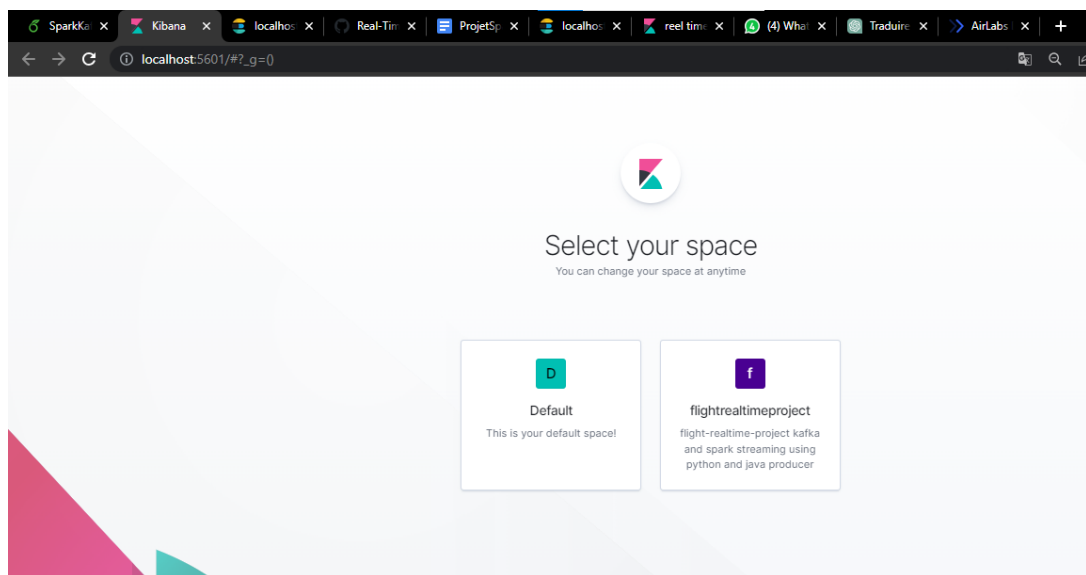 SparkKa
Kibana
localhos
Real-Tim
ProjetSp
localhos
reel time
(4) What
Traduire
AirLabs
localhost:5601/#?_g=()
Select your space
You can change your space at anytime
D
Default
This is your default space!
f
flightrealtimeproject
flight-realtime-project kafka
and spark streaming using
python and java producer